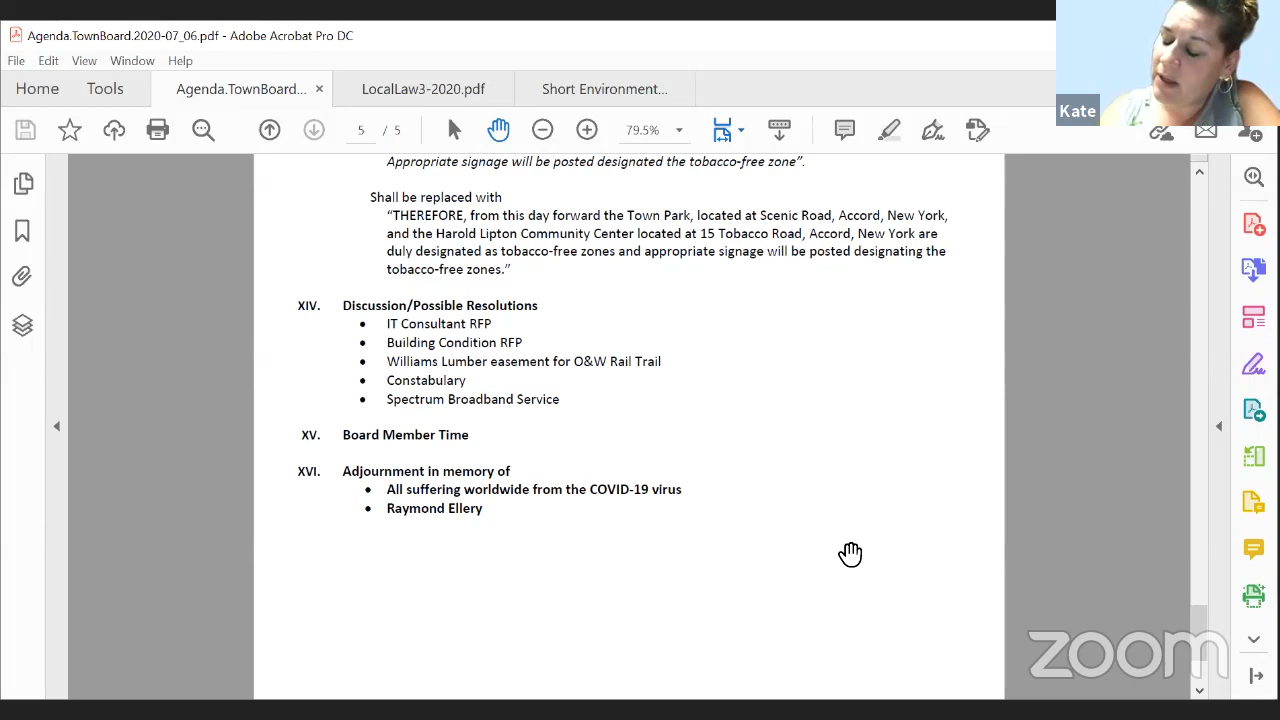 Agenda.TownBoard.2020-07_06.pdf - Adobe Acrobat Pro DC
File Edit View Window Help
Home Tools Agenda.TownBoard... × LocalLaw3-2020.pdf Short Environment...
5 / 5 79.5%
Kate
Appropriate signage will be posted designated the tobacco-free zone”.
Shall be replaced with
“THEREFORE, from this day forward the Town Park, located at Scenic Road, Accord, New York,
and the Harold Lipton Community Center located at 15 Tobacco Road, Accord, New York are
duly designated as tobacco-free zones and appropriate signage will be posted designating the
tobacco-free zones.”
XIV. Discussion/Possible Resolutions
• IT Consultant RFP
• Building Condition RFP
• Williams Lumber easement for O&W Rail Trail
• Constabulary
• Spectrum Broadband Service
XV. Board Member Time
XVI. Adjournment in memory of
• All suffering worldwide from the COVID-19 virus
• Raymond Ellery
zoom